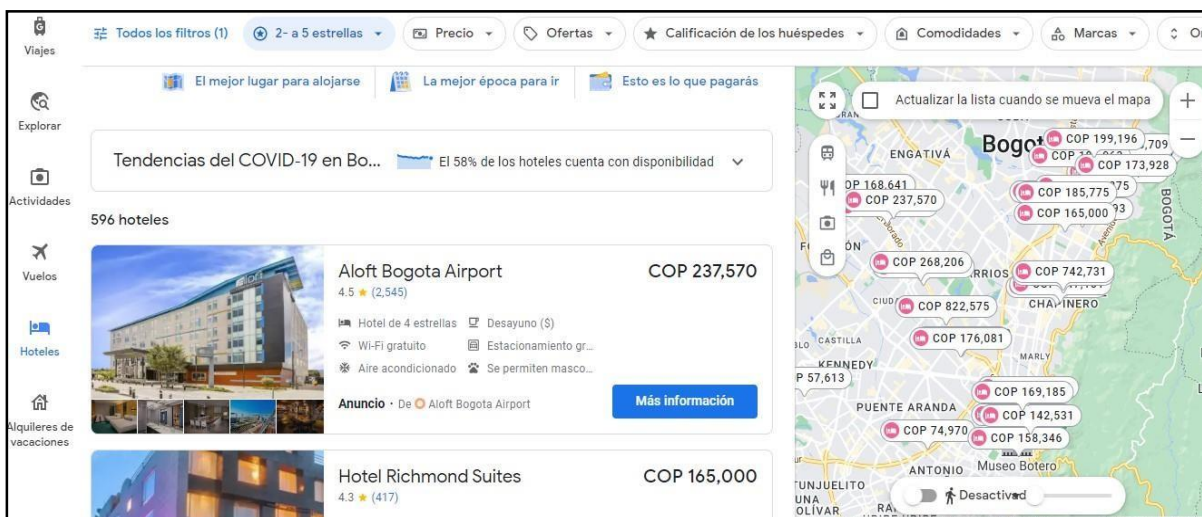 Viajes
Explorar
Actividades
Vuelos
Hoteles
Alquileres de
vacaciones
Todos los filtros (1)
2- a 5 estrellas
Precio
Ofertas
Calificación de los huéspedes
Comodidades
Marcas
El mejor lugar para alojarse
La mejor época para ir
Esto es lo que pagarás
Tendencias del COVID-19 en Bo...
El 58% de los hoteles cuenta con disponibilidad
596 hoteles
Aloft Bogota Airport
COP 237,570
4.5 ★ (2,545)
Hotel de 4 estrellas
Desayuno ($)
Wi-Fi gratuito
Estacionamiento gr...
Aire acondicionado
Se permiten masco...
Anuncio · De Aloft Bogota Airport
Más información
Hotel Richmond Suites
COP 165,000
4.3 ★ (417)
Actualizar la lista cuando se mueva el mapa
Bogot
ENGATIVÁ
COP 199,196
COP 173,928
COP 168,641
COP 237,570
COP 185,775
COP 165,000
BOGOTÁ
COP 268,206
COP 742,731
COP 822,575
CHAPINERO
CASTILLA
COP 176,081
KENNEDY
MARLY
P 57,613
COP 169,185
PUENTE ARANDA
COP 142,531
COP 74,970
COP 158,346
ANTONIO
Museo Botero
TUNJUELITO
Desactivad